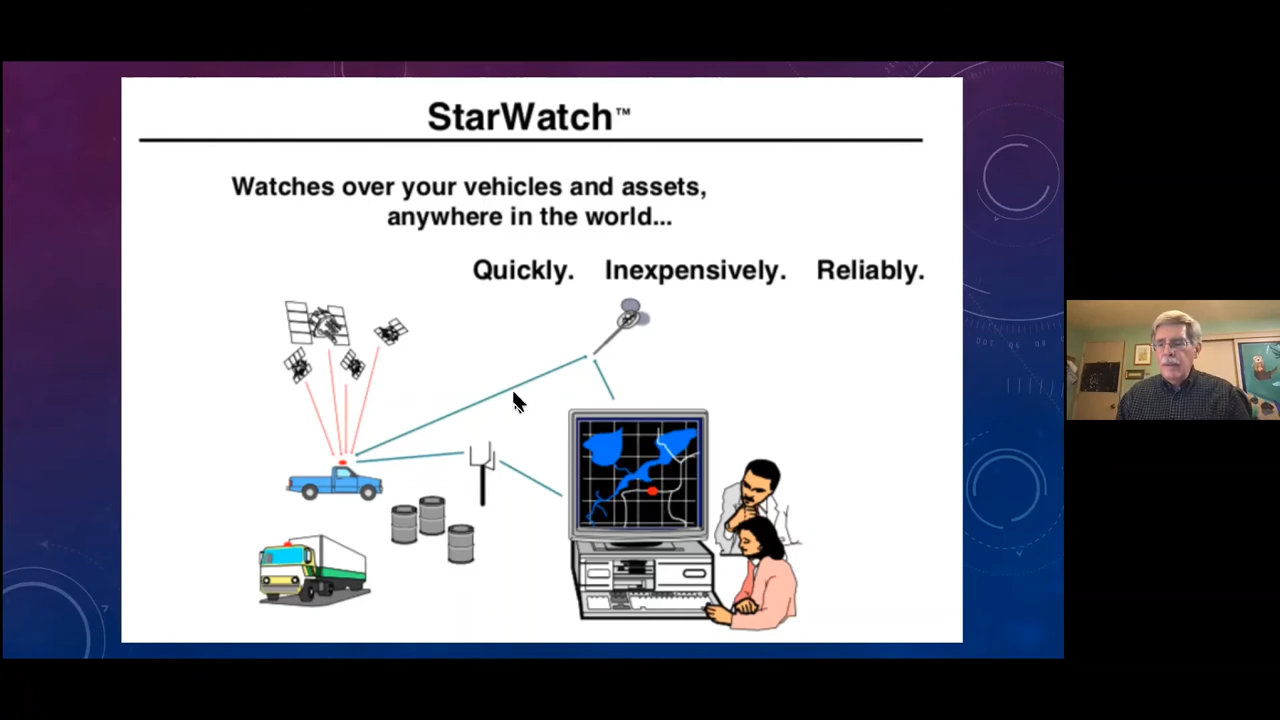 StarWatch™
Watches over your vehicles and assets,
anywhere in the world...
Quickly. Inexpensively. Reliably.